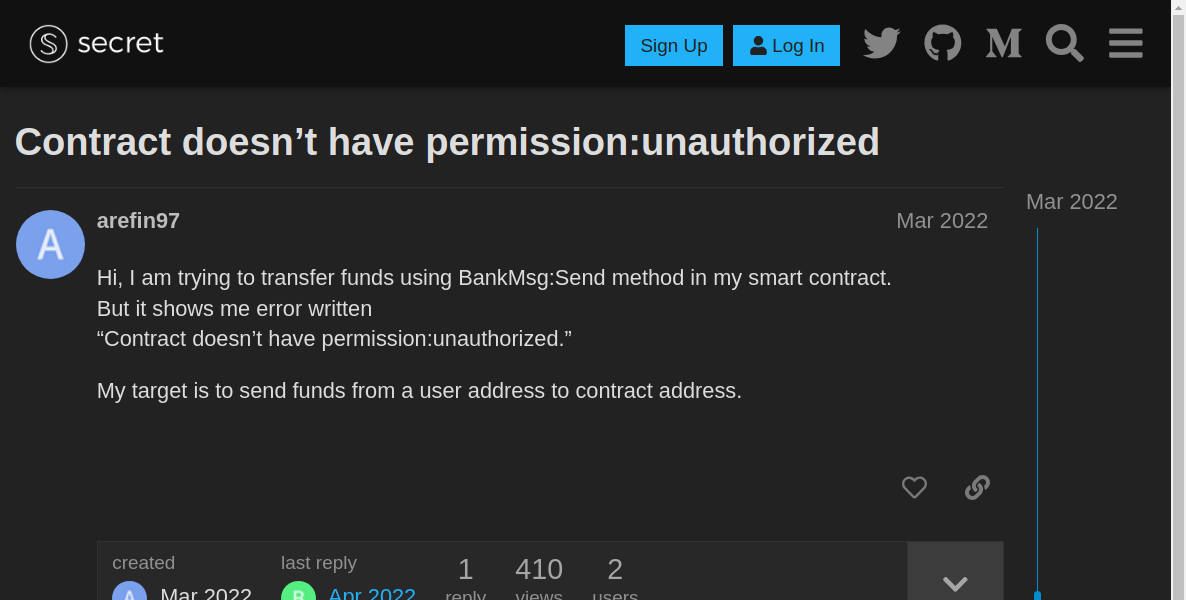 secret
Sign Up
Log In
Contract doesn’t have permission:unauthorized
Mar 2022
A
arefin97
Mar 2022
Hi, I am trying to transfer funds using BankMsg:Send method in my smart contract.
But it shows me error written
“Contract doesn’t have permission:unauthorized.”
My target is to send funds from a user address to contract address.
created
last reply
1
410
2
A
Mar 2022
B
Apr 2022
reply
views
users